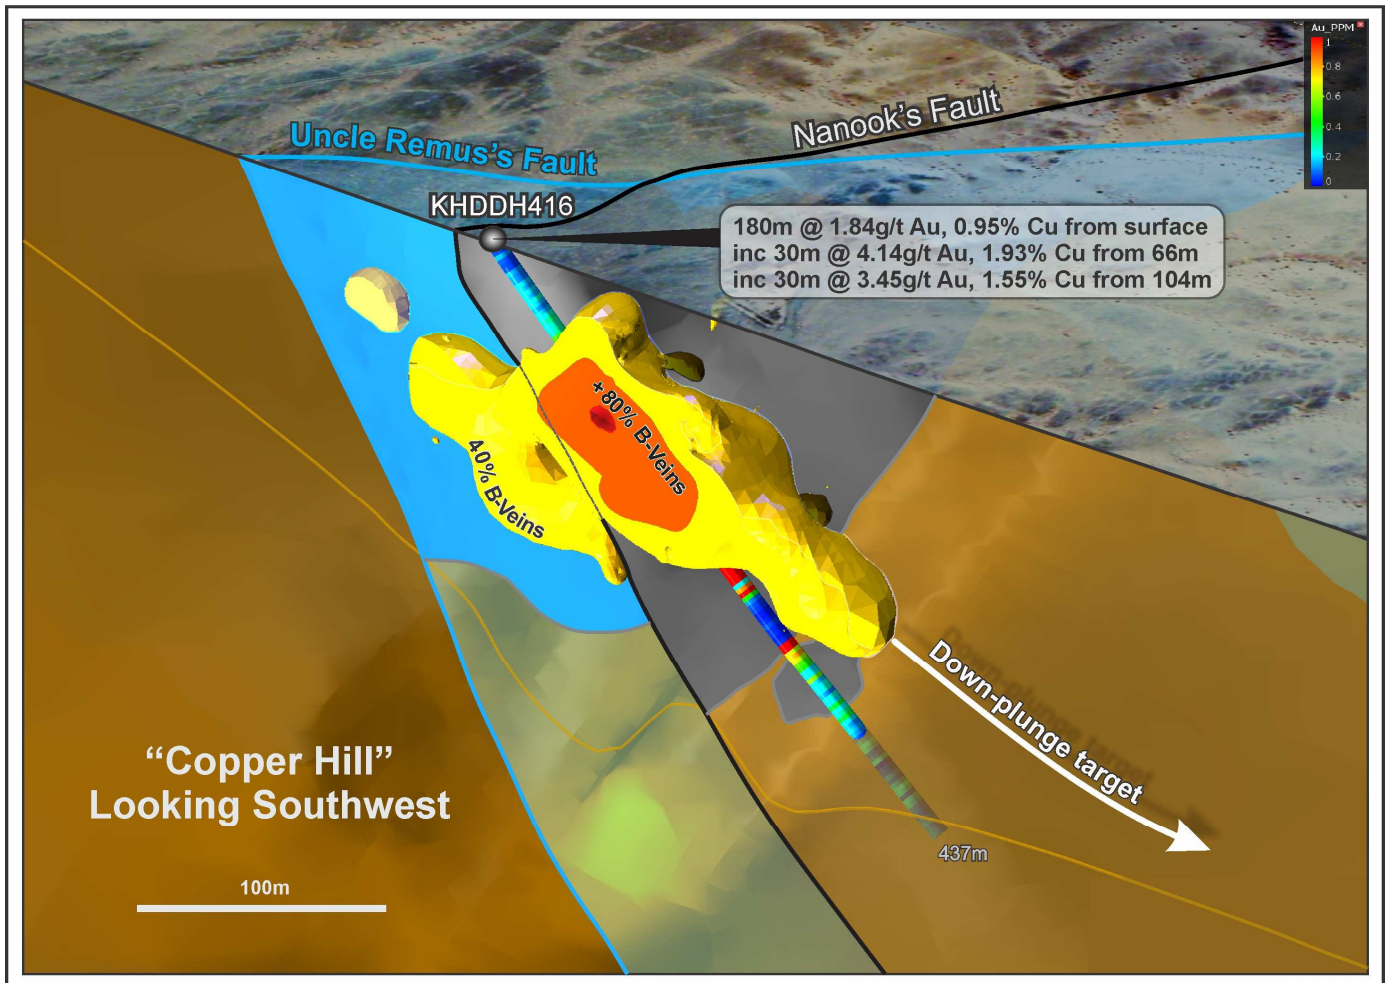 Au_PPM
1
0.8
0.6
0.4
0.2
0
Uncle Remus's Fault
Nanook's Fault
KHDDH416
180m @ 1.84g/t Au, 0.95% Cu from surface
inc 30m @ 4.14g/t Au, 1.93% Cu from 66m
inc 30m @ 3.45g/t Au, 1.55% Cu from 104m
+80% B-Veins
40% B-Veins
Down-plunge target
“Copper Hill”
Looking Southwest
437m
100m